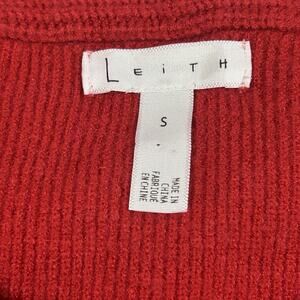 LEITH
S
MADE IN
CHINA
FABRIQUÉ
EN CHINE